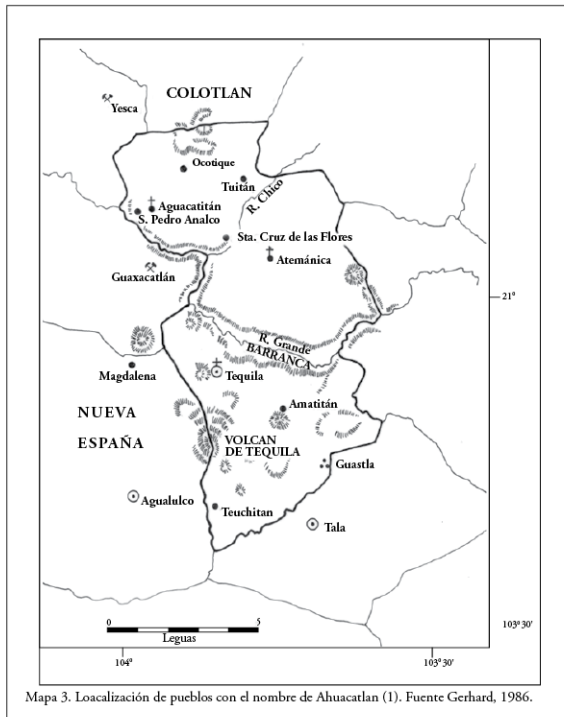 COLOTLAN
Yesca
Ocotique
Tuitán
R. Chico
Aguacatitán
S. Pedro Analco
Sta. Cruz de las Flores
Atemánica
Guaxacatlán
21°
R. Grande
BARRANCA
Magdalena
Tequila
Amatitán
NUEVA
ESPAÑA
VOLCAN
DE TEQUILA
Guastla
Agualulco
Teuchitan
Tala
0 5
Leguas
103° 30'
104° 103° 30'
Mapa 3. Loacalización de pueblos con el nombre de Ahuacatlan (1). Fuente Gerhard, 1986.